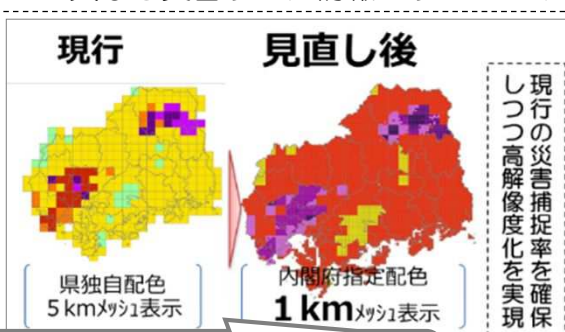 現行
見直し後
県独自配色
5kmメッシュ表示
内閣府指定配色
1kmメッシュ表示
現行の災害捕捉率を確保
しつつ高解像度化を実現